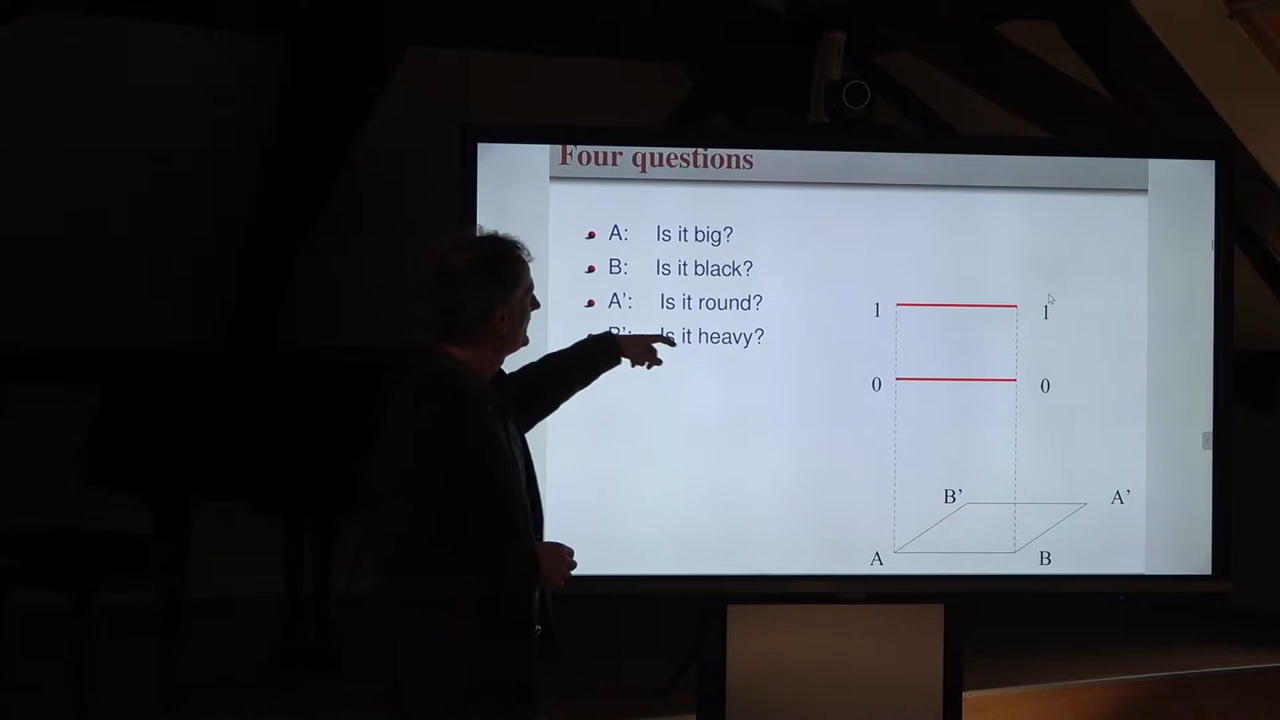 Four questions
A: Is it big?
B: Is it black?
A': Is it round?
B': Is it heavy?
1 1
0 0
B' A'
A B